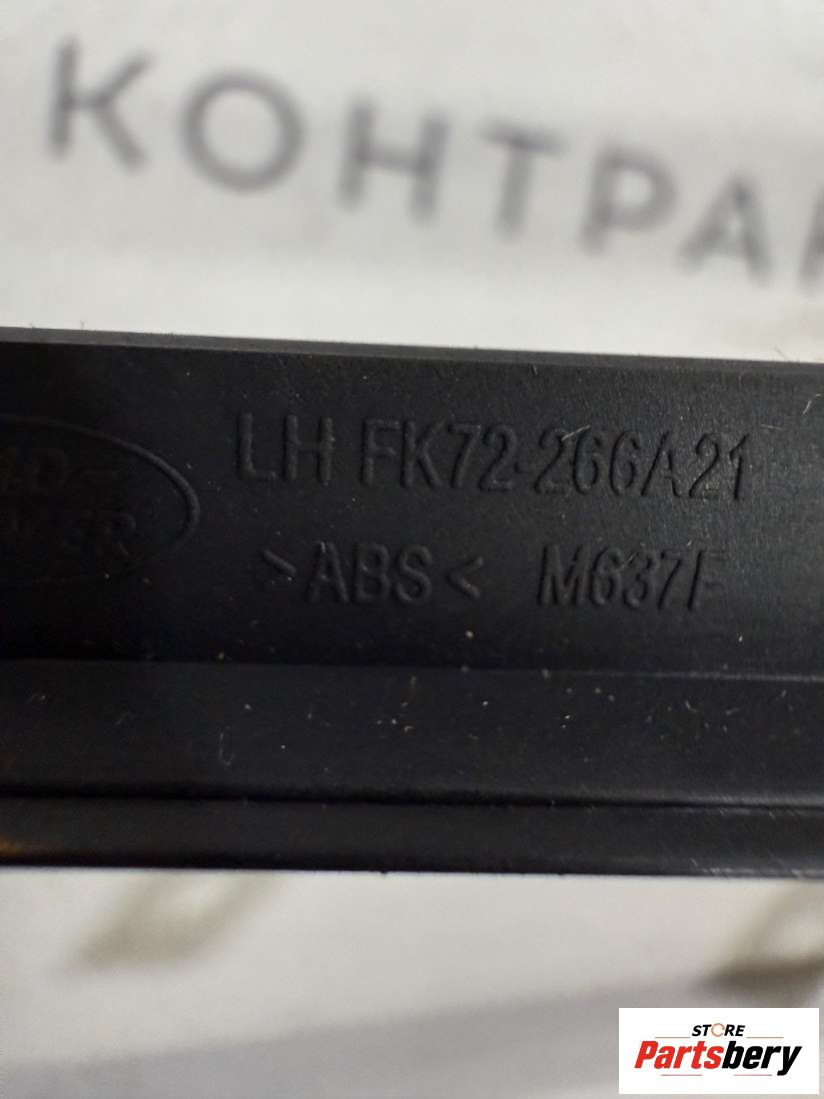 КОНТРА
LH FK72-266A21
>ABS< M637F
STORE
Partsbery